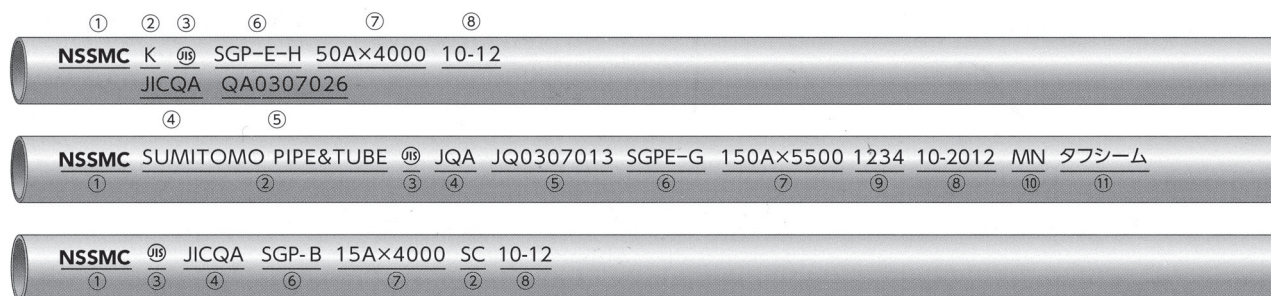 ① ② ③ ⑥ ⑦ ⑧
NSSMC K JIS SGP-E-H 50A×4000 10-12
JICQA QA0307026
④ ⑤
NSSMC SUMITOMO PIPE&TUBE JIS JQA JQ0307013 SGPE-G 150A×5500 1234 10-2012 MN タフシーム
① ② ③ ④ ⑤ ⑥ ⑦ ⑨ ⑧ ⑩ ⑪
NSSMC JIS JICQA SGP-B 15A×4000 SC 10-12
① ③ ④ ⑥ ⑦ ② ⑧